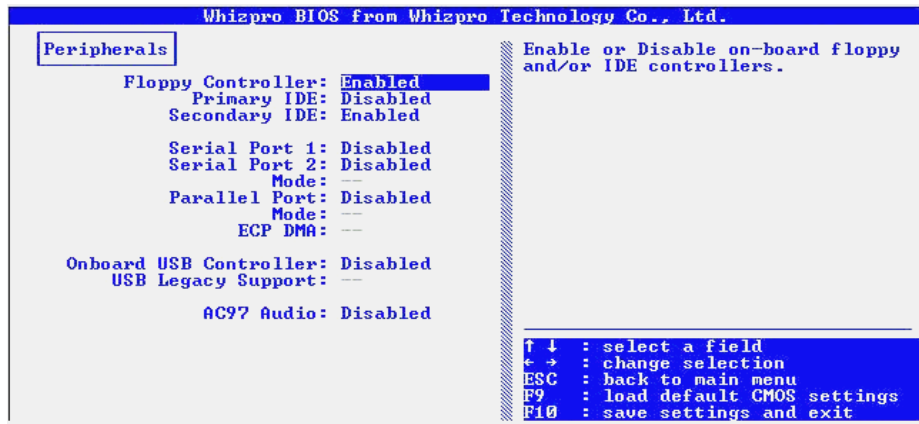 Whizpro BIOS from Whizpro Technology Co., Ltd.
Peripherals
Floppy Controller: Enabled
Primary IDE: Disabled
Secondary IDE: Enabled
Serial Port 1: Disabled
Serial Port 2: Disabled
Mode: --
Parallel Port: Disabled
Mode: --
ECP DMA: --
Onboard USB Controller: Disabled
USB Legacy Support: --
AC97 Audio: Disabled
Enable or Disable on-board floppy
and/or IDE controllers.
↑ ↓ : select a field
← → : change selection
ESC : back to main menu
F9 : load default CMOS settings
F10 : save settings and exit